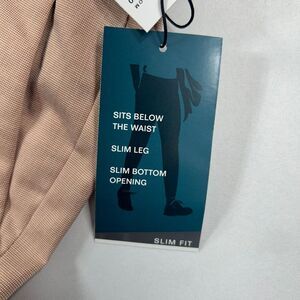 SITS BELOW
THE WAIST
SLIM LEG
SLIM BOTTOM
OPENING
SLIM FIT